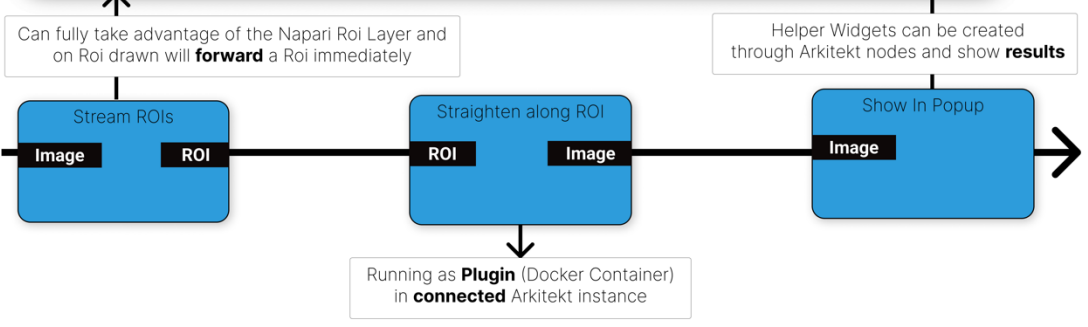 Can fully take advantage of the Napari Roi Layer and
on Roi drawn will forward a Roi immediately
Helper Widgets can be created
through Arkitekt nodes and show results
Stream ROIs
Image
ROI
Straighten along ROI
ROI
Image
Show In Popup
Image
Running as Plugin (Docker Container)
in connected Arkitekt instance